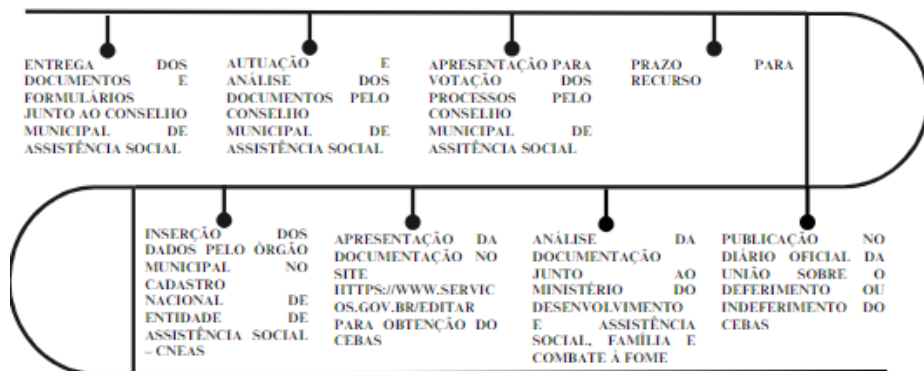 ENTREGA DOS
DOCUMENTOS E
FORMULÁRIOS
JUNTO AO CONSELHO
MUNICIPAL DE
ASSISTÊNCIA SOCIAL
AUTUAÇÃO E
ANÁLISE DOS
DOCUMENTOS PELO
CONSELHO
MUNICIPAL DE
ASSISTÊNCIA SOCIAL
APRESENTAÇÃO PARA
VOTAÇÃO DOS
PROCESSOS PELO
CONSELHO
MUNICIPAL DE
ASSITÊNCIA SOCIAL
PRAZO PARA
RECURSO
INSERÇÃO DOS
DADOS PELO ÒRGÃO
MUNICIPAL NO
CADASTRO
NACIONAL DE
ENTIDADE DE
ASSISTÊNCIA SOCIAL
– CNEAS
APRESENTAÇÃO DA
DOCUMENTAÇÃO NO
SITE
HTTPS://WWW.SERVIC
OS.GOV.BR/EDITAR
PARA OBTENÇÃO DO
CEBAS
ANÁLISE DA
DOCUMENTAÇÃO
JUNTO AO
MINISTÉRIO DO
DESENVOLVIMENTO
E ASSISTÊNCIA
SOCIAL, FAMÍLIA E
COMBATE À FOME
PUBLICAÇÃO NO
DIÁRIO OFICIAL DA
UNIÃO SOBRE O
DEFERIMENTO OU
INDEFERIMENTO DO
CEBAS